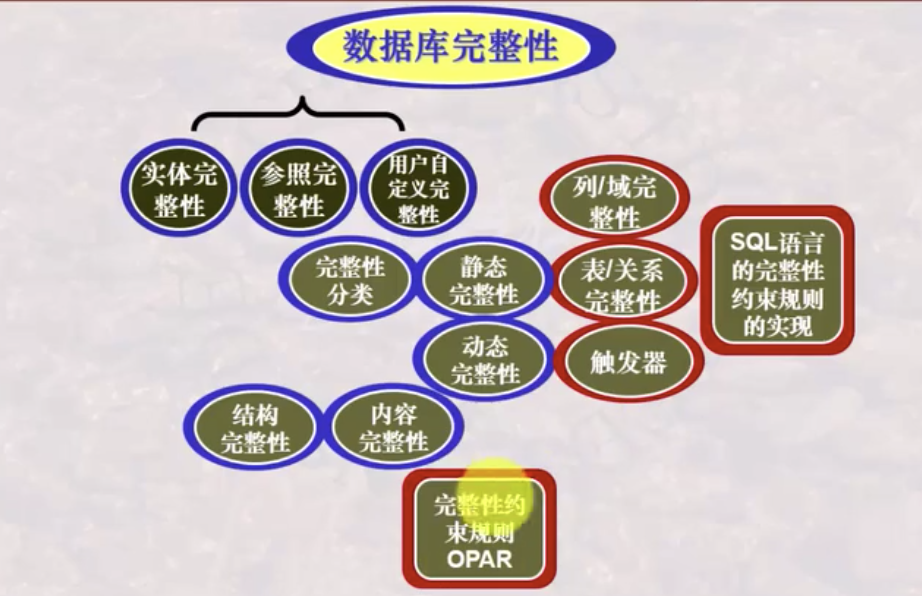 数据库完整性
实体完
整性
参照完
整性
用户自
定义完
整性
列/域完
整性
完整性
分类
静态
完整性
表/关系
完整性
SQL语言
的完整性
约束规则
的实现
动态
完整性
触发器
结构
完整性
内容
完整性
完整性约
束规则
OPAR